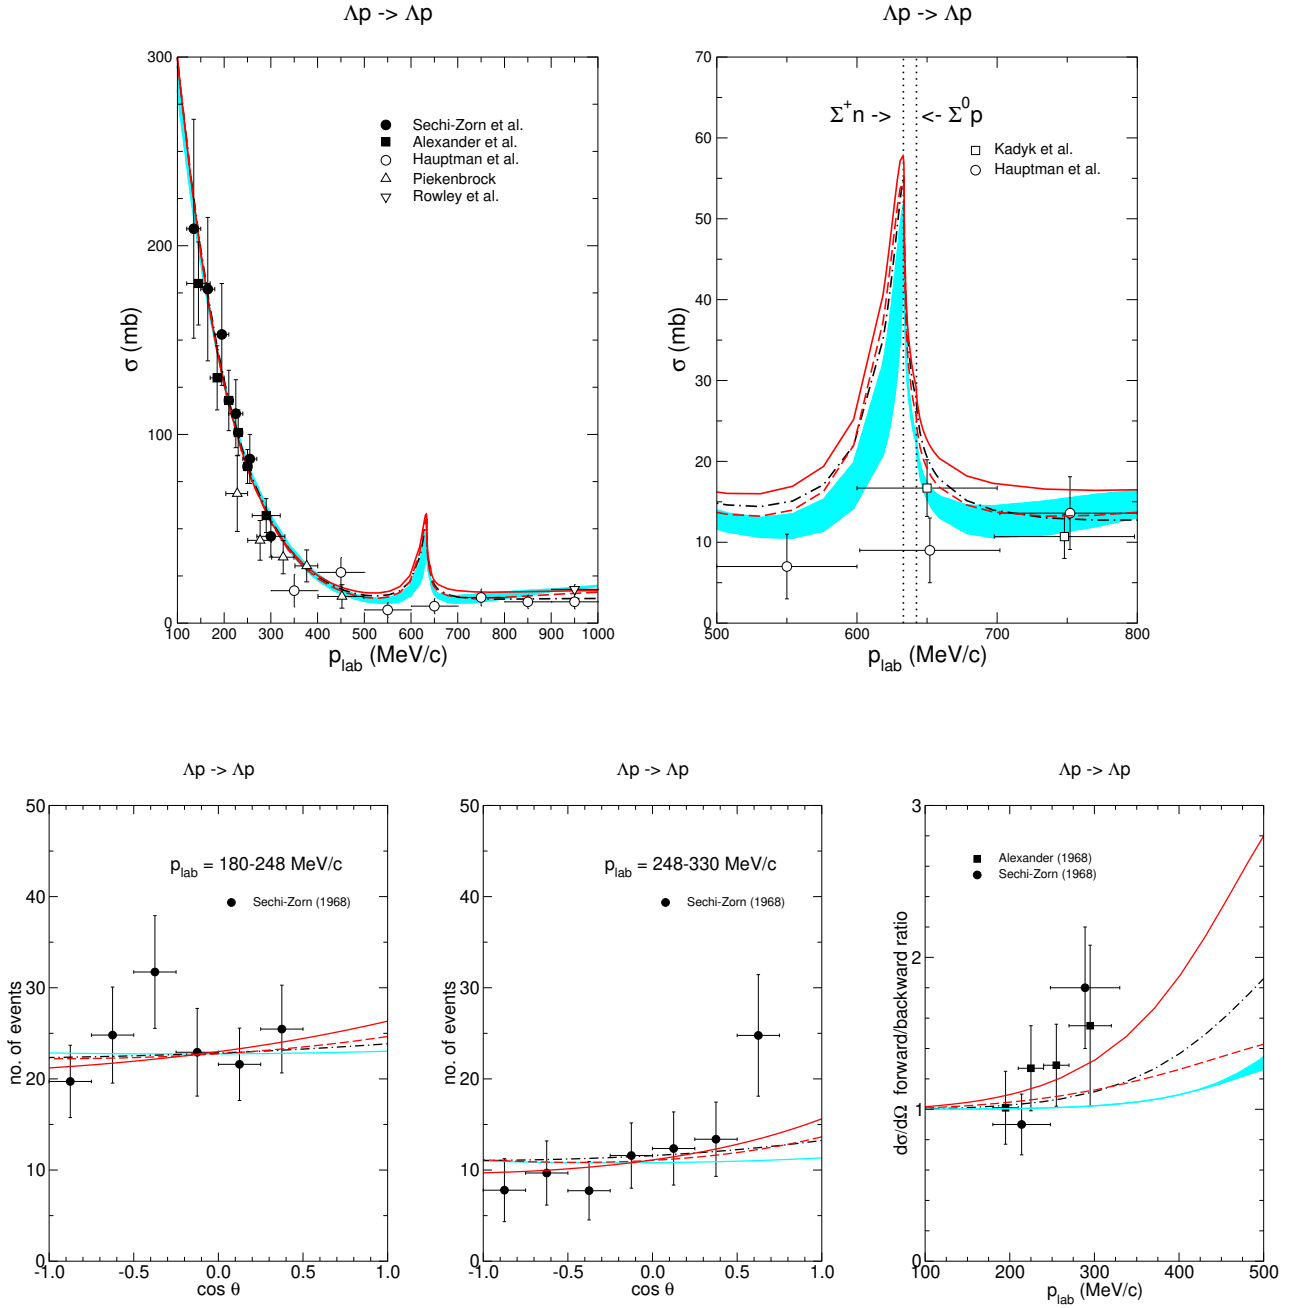 Λp -> Λp
300
200
100
0
σ (mb)
Sechi-Zorn et al.
Alexander et al.
Hauptman et al.
Piekenbrock
Rowley et al.
100 200 300 400 500 600 700 800 900 1000
p_lab (MeV/c)
Λp -> Λp
70
60
50
40
30
20
10
0
σ (mb)
Σ⁺n -> <- Σ⁰p
Kadyk et al.
Hauptman et al.
500 600 700 800
p_lab (MeV/c)
Λp -> Λp
50
40
30
20
10
0
no. of events
p_lab = 180-248 MeV/c
Sechi-Zorn (1968)
-1.0 -0.5 0.0 0.5 1.0
cos θ
Λp -> Λp
50
40
30
20
10
0
no. of events
p_lab = 248-330 MeV/c
Sechi-Zorn (1968)
-1.0 -0.5 0.0 0.5 1.0
cos θ
Λp -> Λp
3
2
1
0
dσ/dΩ forward/backward ratio
Alexander (1968)
Sechi-Zorn (1968)
100 200 300 400 500
p_lab (MeV/c)